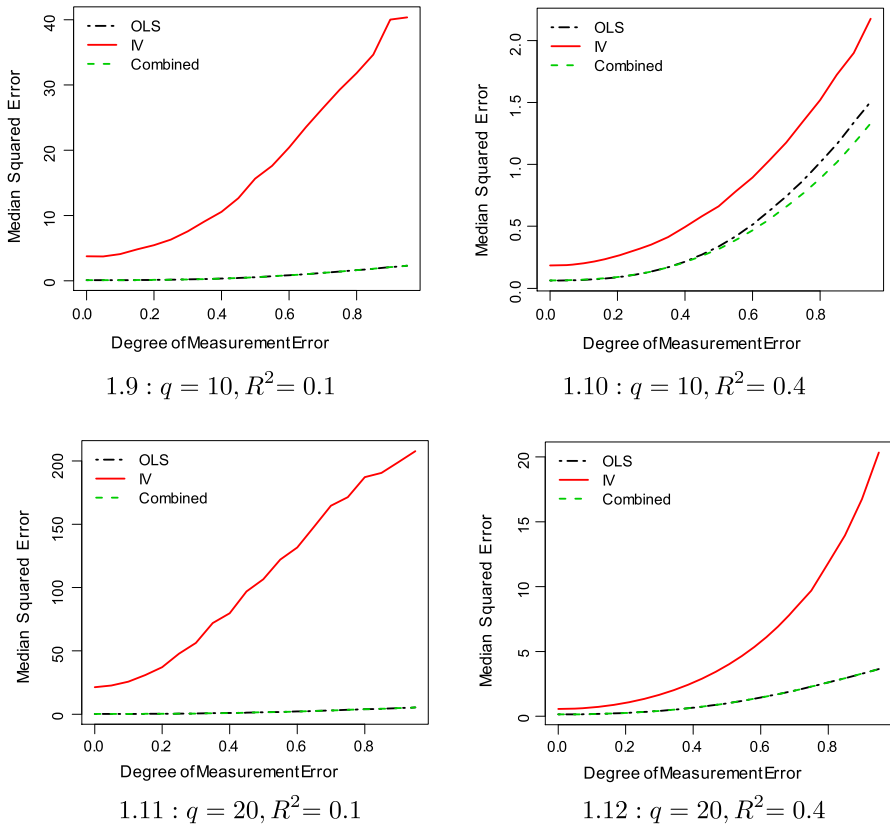 OLS
IV
Combined
Median Squared Error
0 10 20 30 40
0.0 0.2 0.4 0.6 0.8
Degree of Measurement Error
1.9 : q = 10, R² = 0.1
OLS
IV
Combined
Median Squared Error
0.0 0.5 1.0 1.5 2.0
0.0 0.2 0.4 0.6 0.8
Degree of Measurement Error
1.10 : q = 10, R² = 0.4
OLS
IV
Combined
Median Squared Error
0 50 100 150 200
0.0 0.2 0.4 0.6 0.8
Degree of Measurement Error
1.11 : q = 20, R² = 0.1
OLS
IV
Combined
Median Squared Error
0 5 10 15 20
0.0 0.2 0.4 0.6 0.8
Degree of Measurement Error
1.12 : q = 20, R² = 0.4